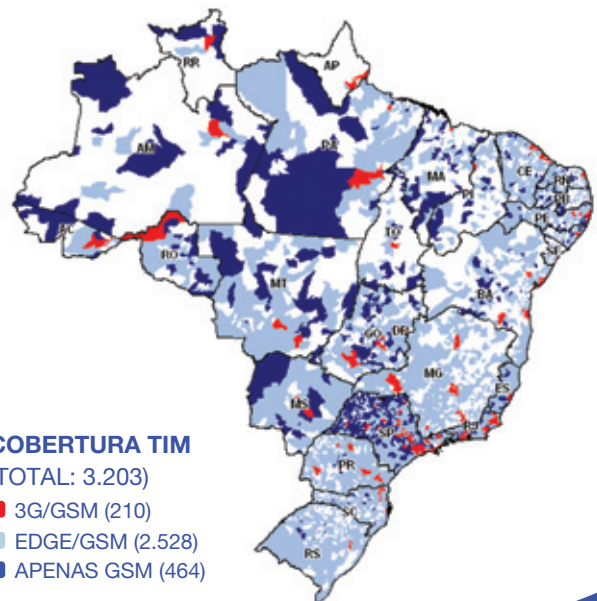 RR
AP
AM
PA
MA
CE
RN
PB
PI
PE
AC
TO
SE
RO
BA
MT
GO
DF
MG
ES
MS
SP
RJ
PR
SC
RS
COBERTURA TIM
TOTAL: 3.203)
3G/GSM (210)
EDGE/GSM (2.528)
APENAS GSM (464)